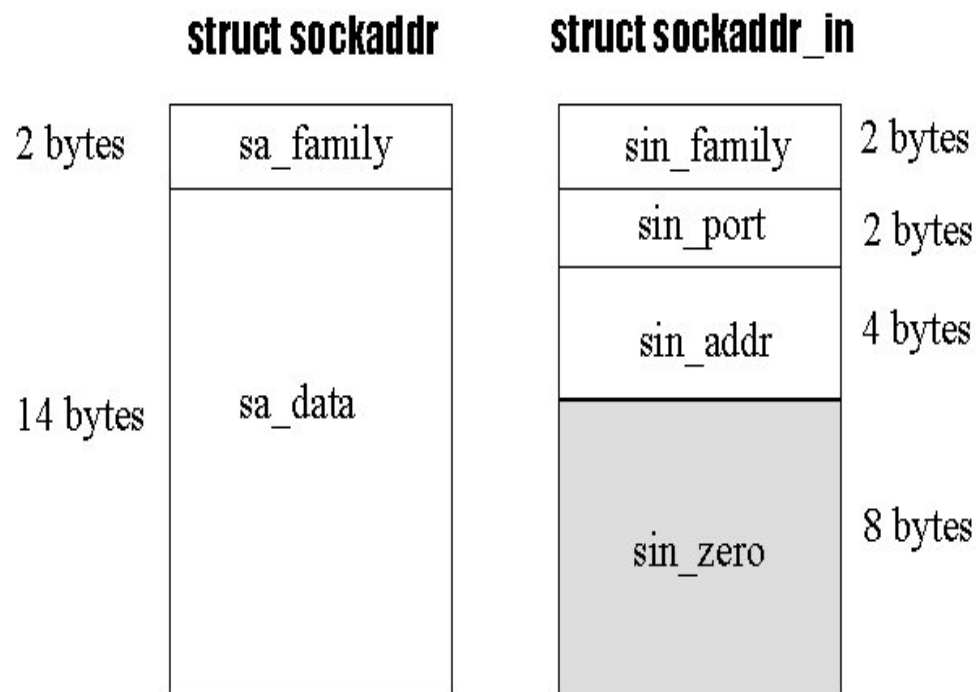 struct sockaddr
struct sockaddr_in
2 bytes
sa_family
sin_family
2 bytes
sin_port
2 bytes
sin_addr
4 bytes
14 bytes
sa_data
sin_zero
8 bytes